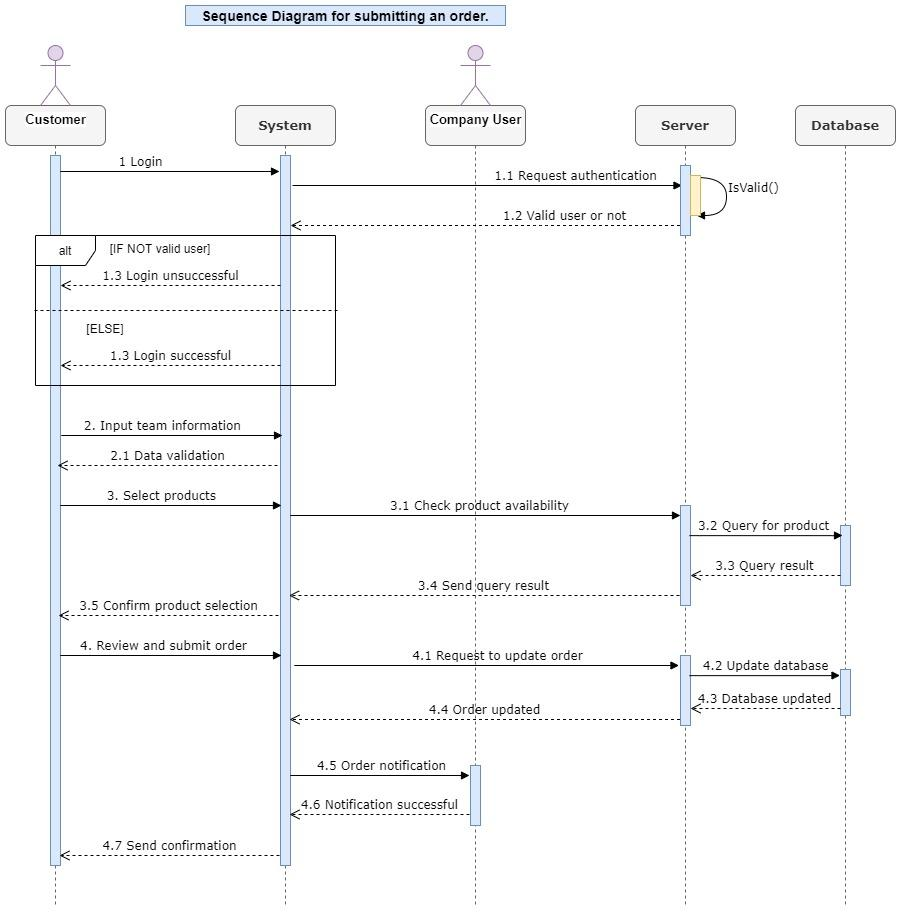 Sequence Diagram for submitting an order.
Customer
System
Company User
Server
Database
1 Login
1.1 Request authentication
IsValid()
1.2 Valid user or not
alt
[IF NOT valid user]
1.3 Login unsuccessful
[ELSE]
1.3 Login successful
2. Input team information
2.1 Data validation
3. Select products
3.1 Check product availability
3.2 Query for product
3.3 Query result
3.4 Send query result
3.5 Confirm product selection
4. Review and submit order
4.1 Request to update order
4.2 Update database
4.3 Database updated
4.4 Order updated
4.5 Order notification
4.6 Notification successful
4.7 Send confirmation